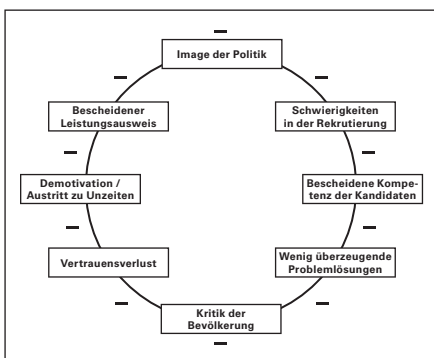 Image der Politik
Schwierigkeiten
in der Rekrutierung
Bescheidene Kompe-
tenz der Kandidaten
Wenig überzeugende
Problemlösungen
Kritik der
Bevölkerung
Vertrauensverlust
Demotivation /
Austritt zu Unzeiten
Bescheidener
Leistungsausweis